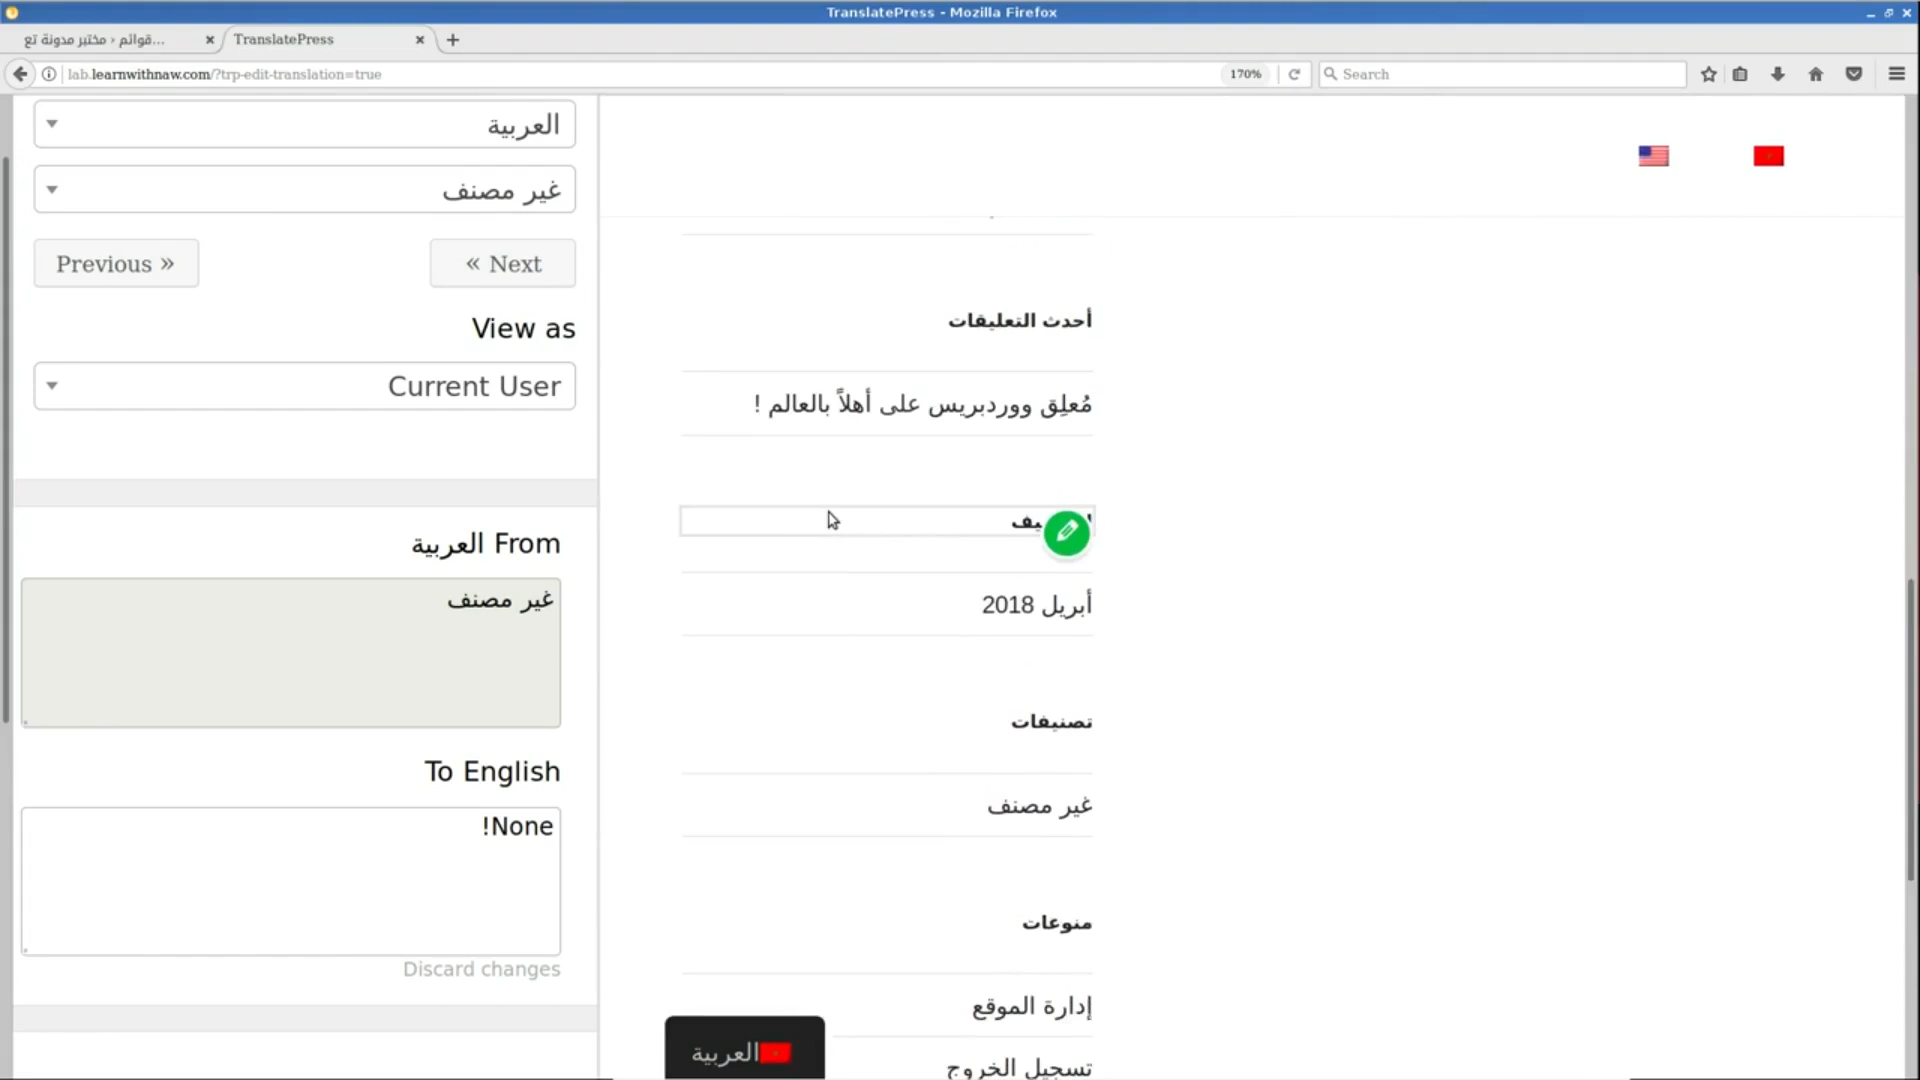 TranslatePress - Mozilla Firefox
قوائم ‹ مختبر مدونة تع...
TranslatePress
lab.learnwithnaw.com/?trp-edit-translation=true
170%
Search
العربية
غير مصنف
Previous »
« Next
View as
Current User
From العربية
غير مصنف
To English
!None
Discard changes
أحدث التعليقات
مُعلِق ووردبريس على أهلاً بالعالم !
أبريل 2018
تصنيفات
غير مصنف
منوعات
إدارة الموقع
تسجيل الخروج
العربية